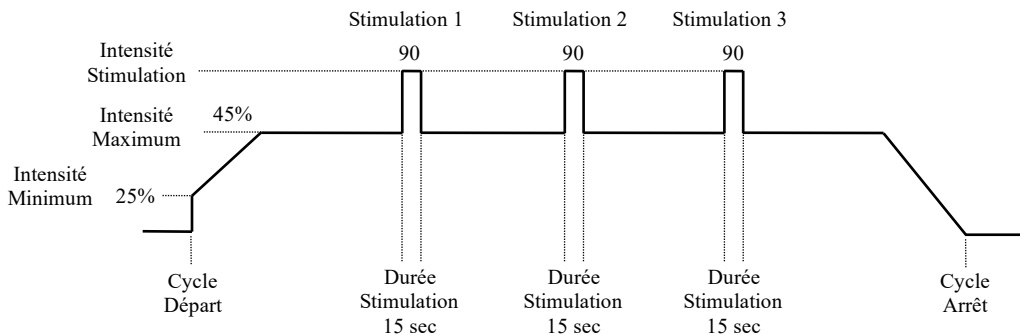 Stimulation 1 Stimulation 2 Stimulation 3
90 90 90
Intensité
Stimulation
Intensité
Maximum
45%
Intensité
Minimum
25%
Cycle
Départ
Durée
Stimulation
15 sec
Durée
Stimulation
15 sec
Durée
Stimulation
15 sec
Cycle
Arrêt